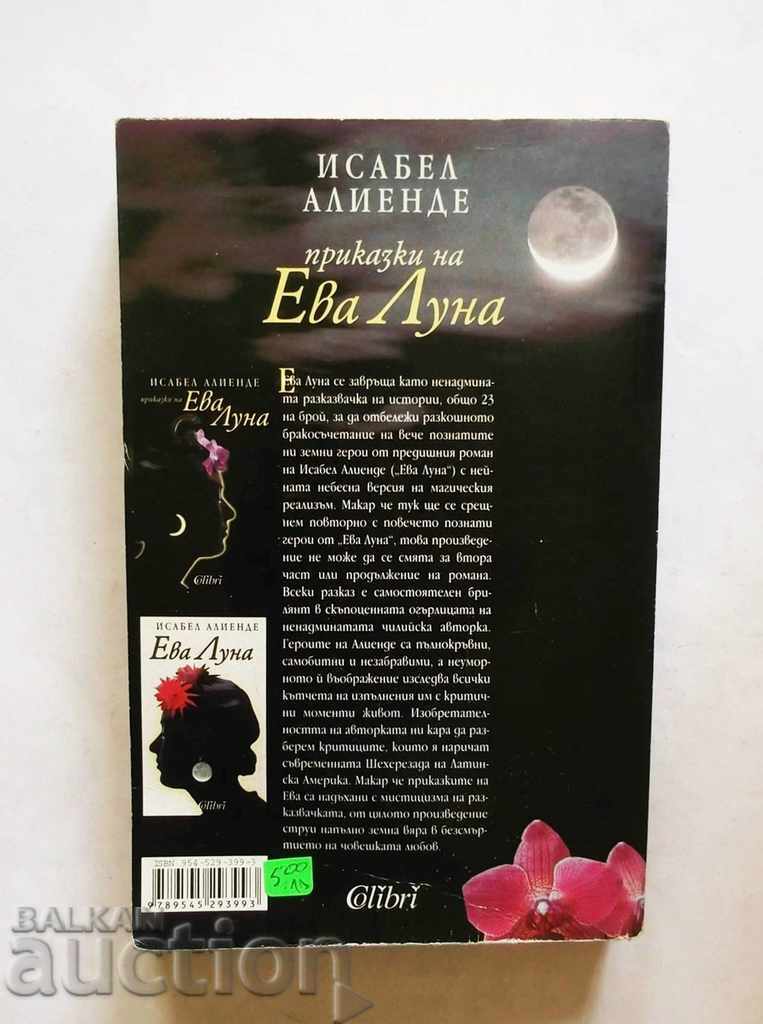 ИСАБЕЛ
АЛИЕНДЕ
приказки на
Ева Луна
Ева Луна се завръща като ненадмина-
та разказвачка на истории, общо 23
на брой, за да отбележи разкошното
бракосъчетание на вече познатите
ни земни герои от предишния роман
на Исабел Алиенде („Ева Луна“) с ней-
ната небесна версия на магическия
реализъм. Макар че тук ще се срещ-
нем повторно с повечето познати
герои от „Ева Луна“, това произведе-
ние не може да се смята за втора
част или продължение на романа.
Всеки разказ е самостоятелен бри-
лянт в скъпоценната огърлицата на
ненадминатата чилийска авторка.
Героите на Алиенде са пълнокръвни,
самобитни и незабравими, а неумор-
ното ѝ въображение изследва всички
кътчета на изпълнения им с критич-
ни моменти живот. Изобретател-
ността на авторката ни кара да раз-
берем критиците, които я наричат
съвременната Шехерезада на Латин-
ска Америка. Макар че приказките на
Ева са надъхани с мистицизма на раз-
казвачката, от цялото произведение
струи напълно земна вяра в безсмър-
тието на човешката любов.
ИСАБЕЛ АЛИЕНДЕ
приказки на
Ева
Луна
Colibri
ИСАБЕЛ АЛИЕНДЕ
Ева Луна
Colibri
ISBN 954-529-399-3
9789545293993
5.00
лв
Colibri
BALKAN
auction